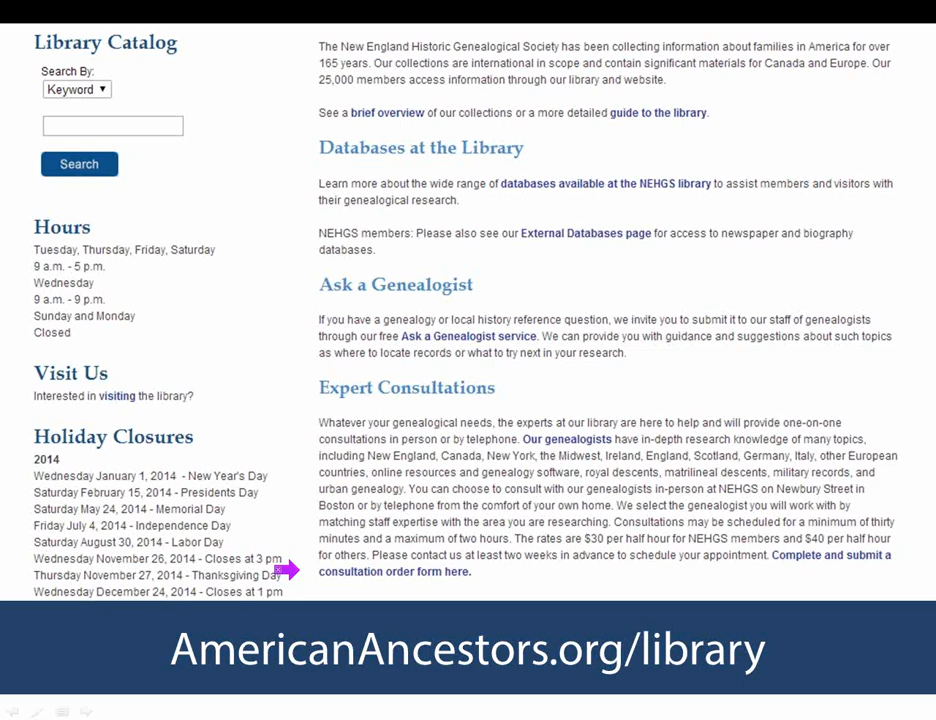 Library Catalog
Search By:
Keyword
Search
Hours
Tuesday, Thursday, Friday, Saturday
9 a.m. - 5 p.m.
Wednesday
9 a.m. - 9 p.m.
Sunday and Monday
Closed
Visit Us
Interested in visiting the library?
Holiday Closures
2014
Wednesday January 1, 2014 - New Year's Day
Saturday February 15, 2014 - Presidents Day
Saturday May 24, 2014 - Memorial Day
Friday July 4, 2014 - Independence Day
Saturday August 30, 2014 - Labor Day
Wednesday November 26, 2014 - Closes at 3 pm
Thursday November 27, 2014 - Thanksgiving Day
Wednesday December 24, 2014 - Closes at 1 pm
The New England Historic Genealogical Society has been collecting information about families in America for over
165 years. Our collections are international in scope and contain significant materials for Canada and Europe. Our
25,000 members access information through our library and website.
See a brief overview of our collections or a more detailed guide to the library.
Databases at the Library
Learn more about the wide range of databases available at the NEHGS library to assist members and visitors with
their genealogical research.
NEHGS members: Please also see our External Databases page for access to newspaper and biography
databases.
Ask a Genealogist
If you have a genealogy or local history reference question, we invite you to submit it to our staff of genealogists
through our free Ask a Genealogist service. We can provide you with guidance and suggestions about such topics
as where to locate records or what to try next in your research.
Expert Consultations
Whatever your genealogical needs, the experts at our library are here to help and will provide one-on-one
consultations in person or by telephone. Our genealogists have in-depth research knowledge of many topics,
including New England, Canada, New York, the Midwest, Ireland, England, Scotland, Germany, Italy, other European
countries, online resources and genealogy software, royal descents, matrilineal descents, military records, and
urban genealogy. You can choose to consult with our genealogists in-person at NEHGS on Newbury Street in
Boston or by telephone from the comfort of your own home. We select the genealogist you will work with by
matching staff expertise with the area you are researching. Consultations may be scheduled for a minimum of thirty
minutes and a maximum of two hours. The rates are $30 per half hour for NEHGS members and $40 per half hour
for others. Please contact us at least two weeks in advance to schedule your appointment. Complete and submit a
consultation order form here.
AmericanAncestors.org/library